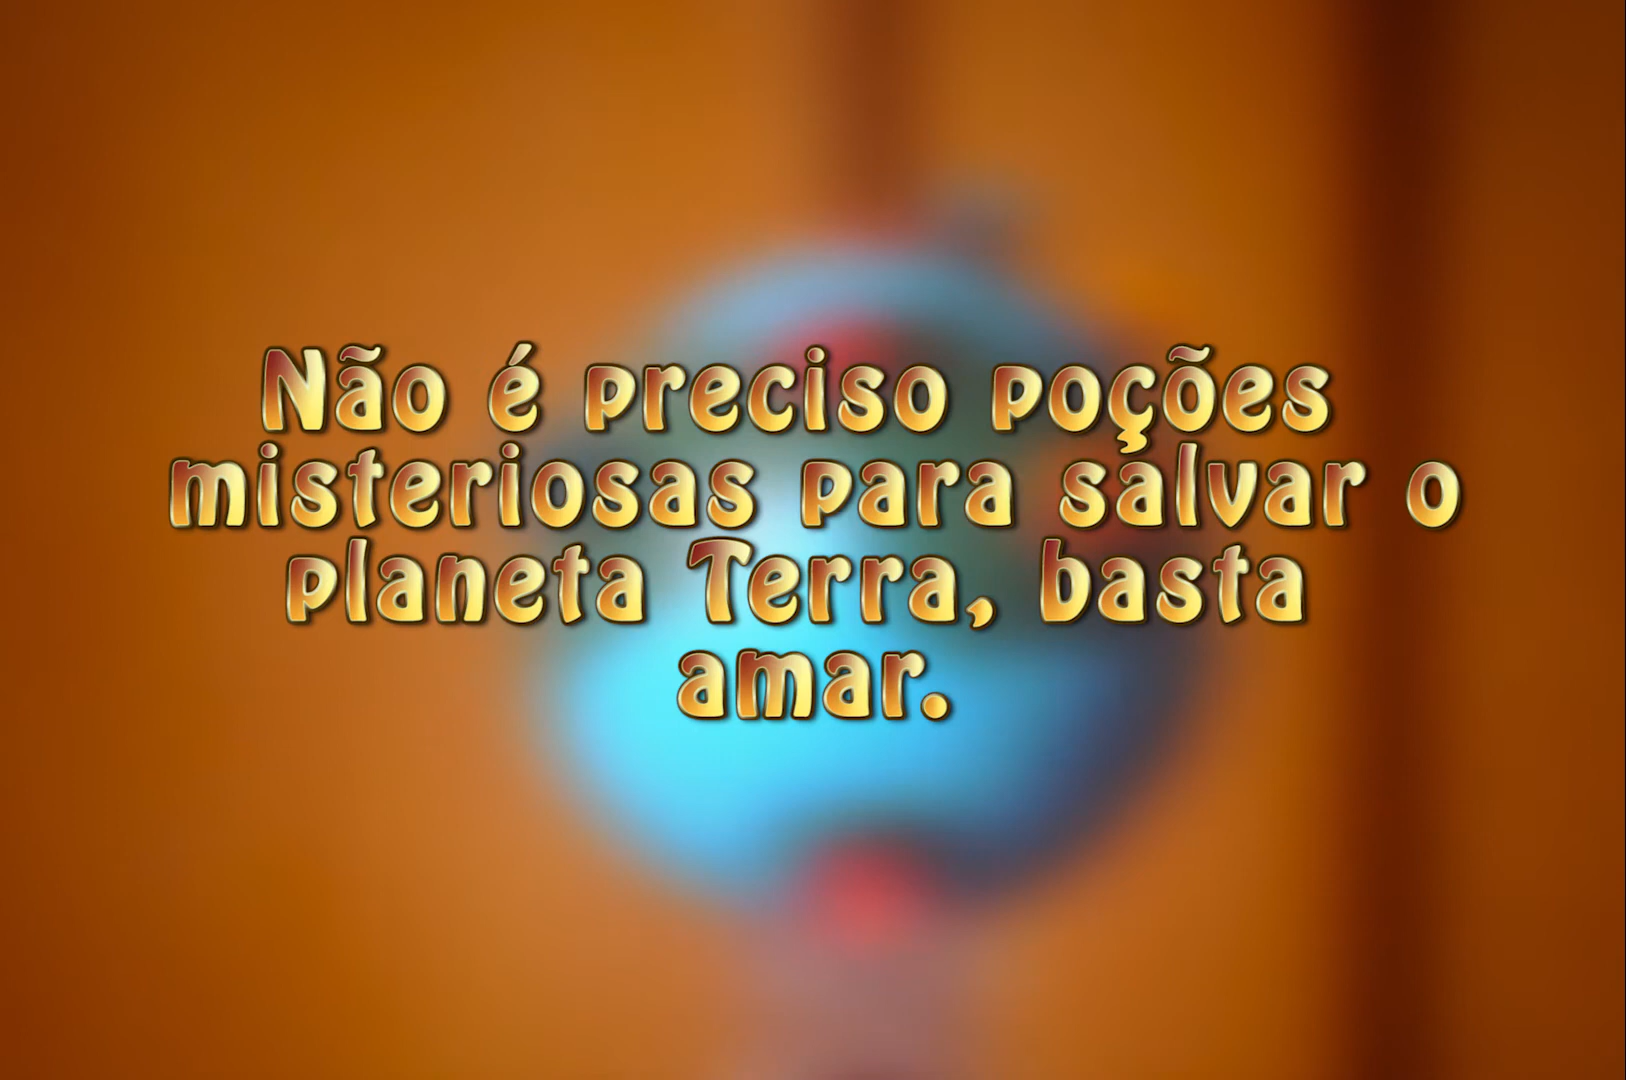 Não é preciso poções
misteriosas para salvar o
planeta Terra, basta
amar.